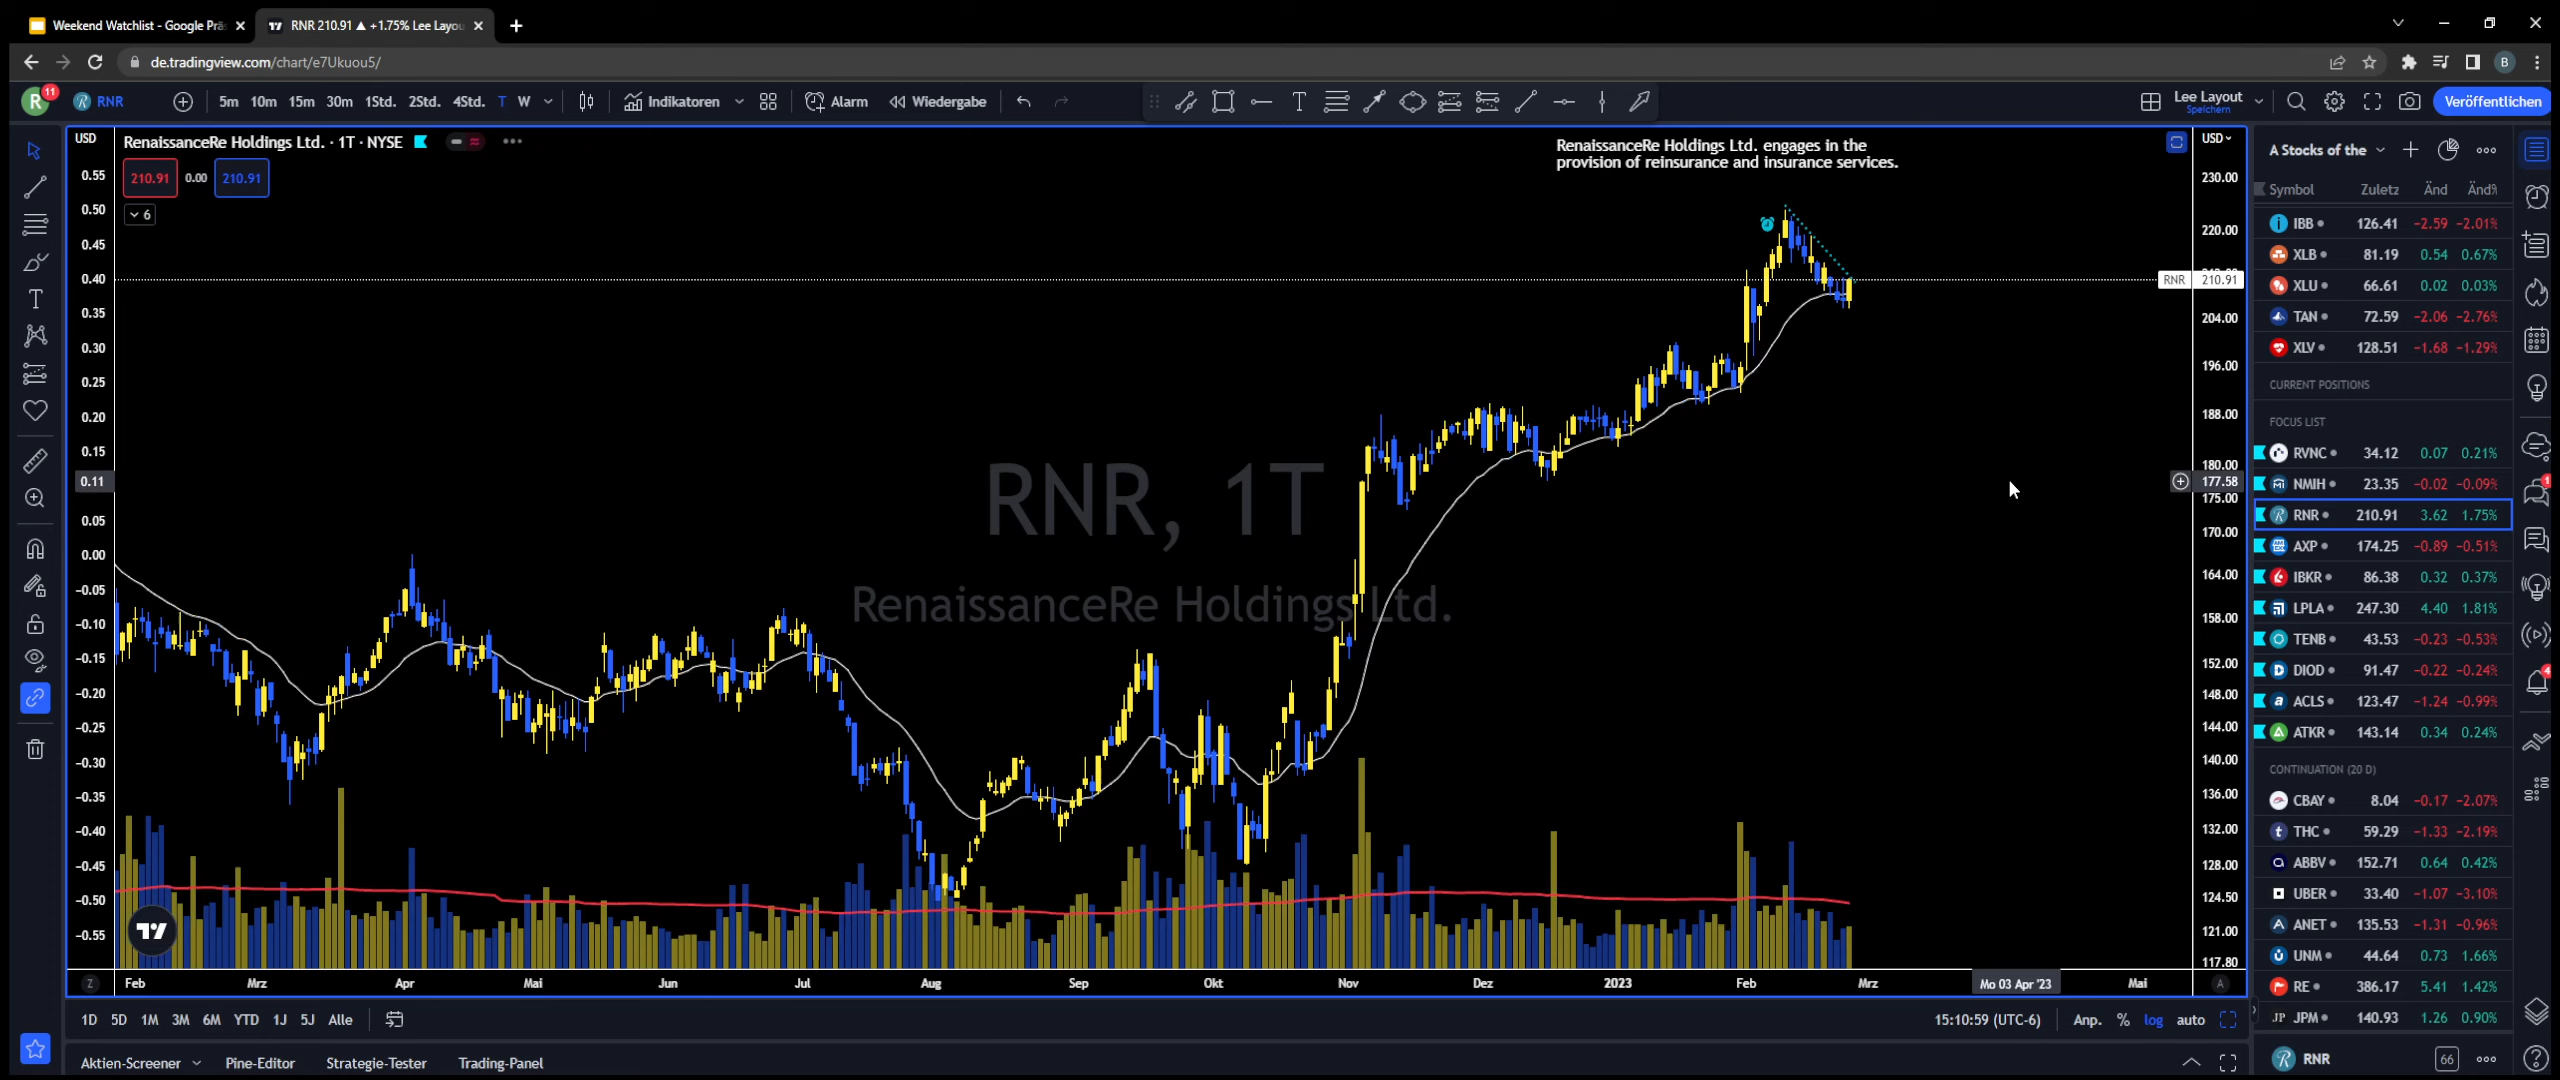 Weekend Watchlist - Google Prä
RNR 210.91 ▲ +1.75% Lee Layou
de.tradingview.com/chart/e7Ukuou5/
B
R 11 RNR 5m 10m 15m 30m 1Std. 2Std. 4Std. T W Indikatoren Alarm Wiedergabe
Lee Layout
Speichern
Veröffentlichen
USD
RenaissanceRe Holdings Ltd. · 1T · NYSE
210.91 0.00 210.91
6
RenaissanceRe Holdings Ltd. engages in the
provision of reinsurance and insurance services.
0.55
0.50
0.45
0.40
0.35
0.30
0.25
0.20
0.15
0.11
0.05
0.00
-0.05
-0.10
-0.15
-0.20
-0.25
-0.30
-0.35
-0.40
-0.45
-0.50
-0.55
RNR, 1T
RenaissanceRe Holdings Ltd.
USD
230.00
220.00
RNR 210.91
204.00
196.00
188.00
180.00
177.58
175.00
170.00
164.00
158.00
152.00
148.00
144.00
140.00
136.00
132.00
128.00
124.50
121.00
117.80
Z Feb Mrz Apr Mai Jun Jul Aug Sep Okt Nov Dez 2023 Feb Mrz Mo 03 Apr '23 Mai A
1D 5D 1M 3M 6M YTD 1J 5J Alle
15:10:59 (UTC-6) Anp. % log auto
Aktien-Screener Pine-Editor Strategie-Tester Trading-Panel
A Stocks of the
Symbol Zuletz Änd Änd%
IBB 126.41 -2.59 -2.01%
XLB 81.19 0.54 0.67%
XLU 66.61 0.02 0.03%
TAN 72.59 -2.06 -2.76%
XLV 128.51 -1.68 -1.29%
CURRENT POSITIONS
FOCUS LIST
RVNC 34.12 0.07 0.21%
NMIH 23.35 -0.02 -0.09%
RNR 210.91 3.62 1.75%
AXP 174.25 -0.89 -0.51%
IBKR 86.38 0.32 0.37%
LPLA 247.30 4.40 1.81%
TENB 43.53 -0.23 -0.53%
DIOD 91.47 -0.22 -0.24%
ACLS 123.47 -1.24 -0.99%
ATKR 143.14 0.34 0.24%
CONTINUATION (20 D)
CBAY 8.04 -0.17 -2.07%
THC 59.29 -1.33 -2.19%
ABBV 152.71 0.64 0.42%
UBER 33.40 -1.07 -3.10%
ANET 135.53 -1.31 -0.96%
UNM 44.64 0.73 1.66%
RE 386.17 5.41 1.42%
JP JPM 140.93 1.26 0.90%
RNR 66